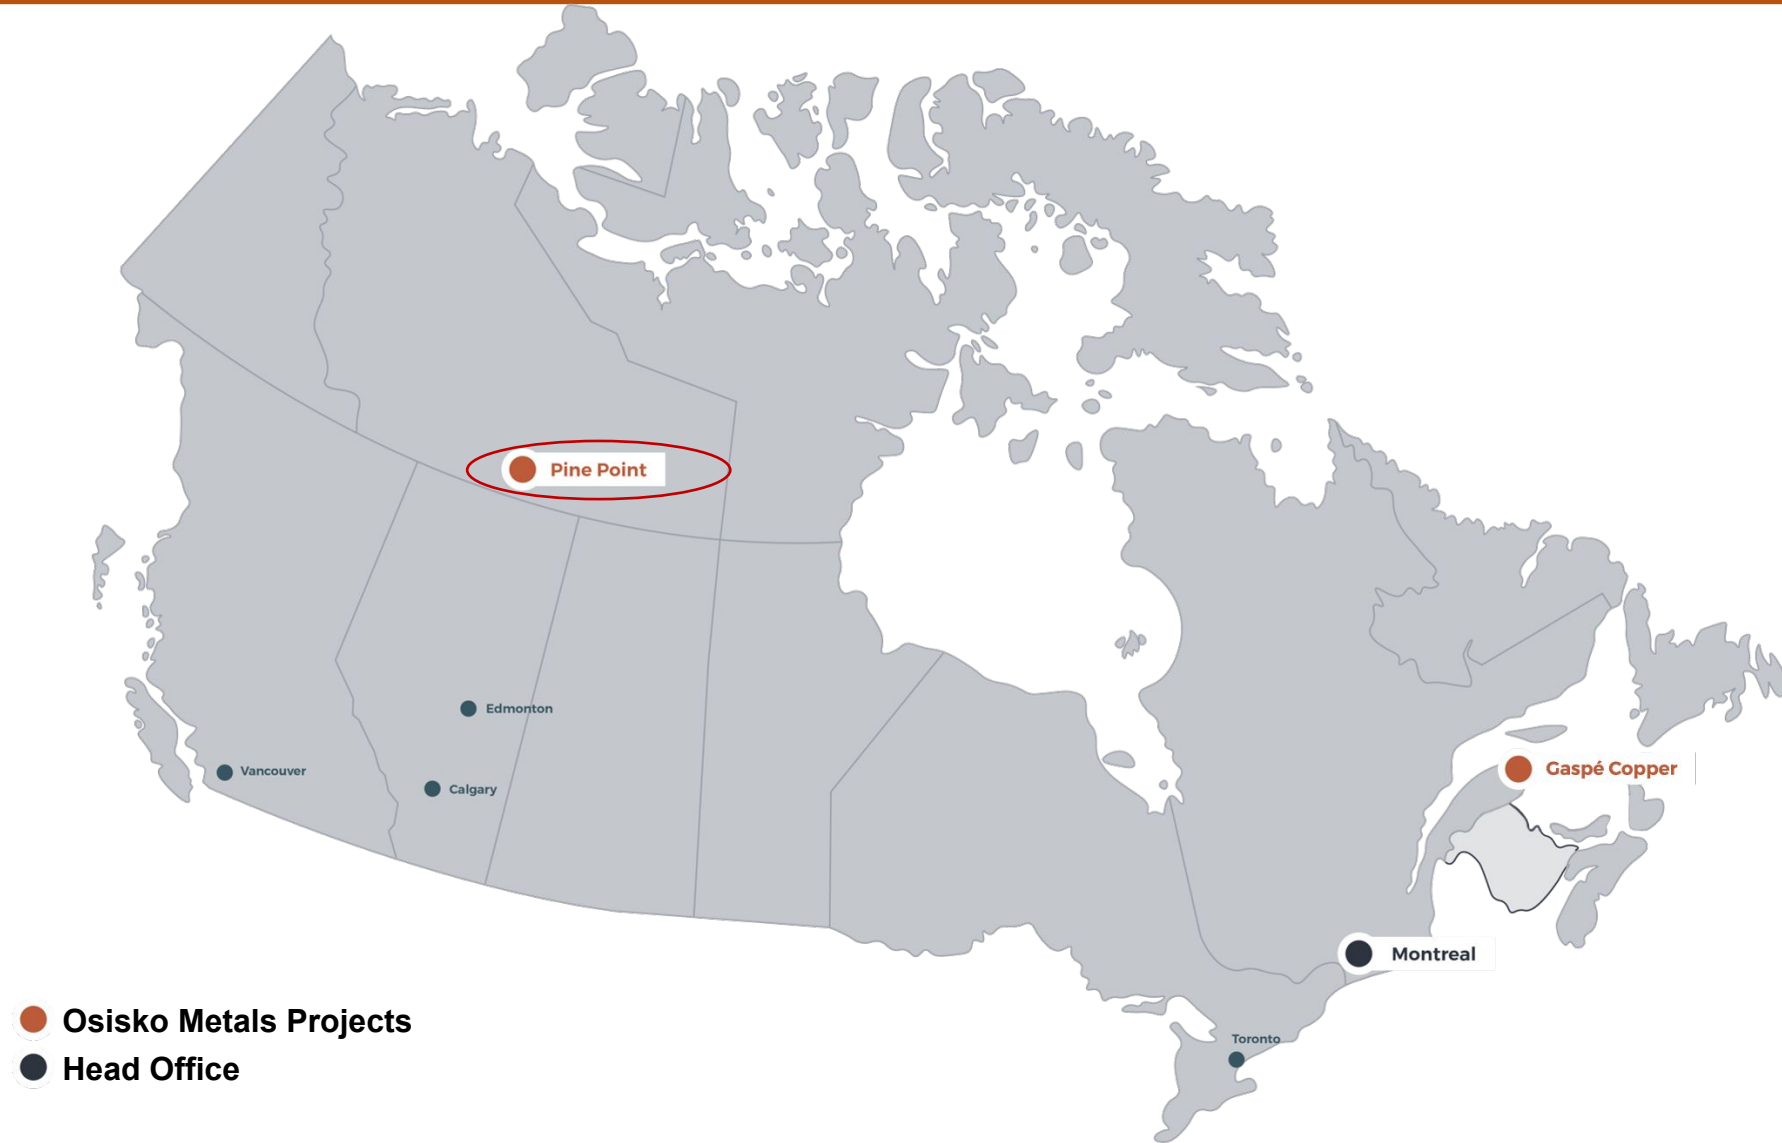 Pine Point
Edmonton
Vancouver
Calgary
Gaspé Copper
Montreal
Toronto
Osisko Metals Projects
Head Office